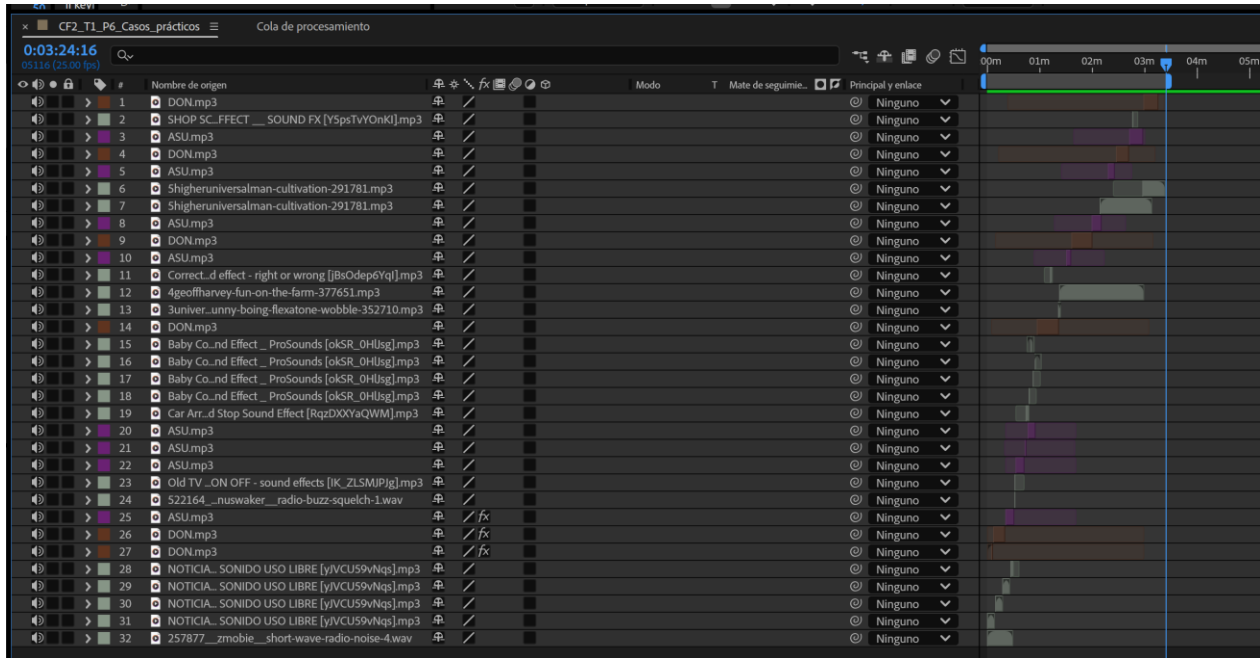 CF2_T1_P6_Casos_prácticos Cola de procesamiento
0:03:24:16
05116 (25.00 fps)
00m 01m 02m 03m 04m 05m
# Nombre de origen fx Modo T Mate de seguimie... Principal y enlace
1 DON.mp3 Ninguno
2 SHOP SC...FFECT __ SOUND FX [Y5psTvYOnKI].mp3 Ninguno
3 ASU.mp3 Ninguno
4 DON.mp3 Ninguno
5 ASU.mp3 Ninguno
6 5higheruniversalman-cultivation-291781.mp3 Ninguno
7 5higheruniversalman-cultivation-291781.mp3 Ninguno
8 ASU.mp3 Ninguno
9 DON.mp3 Ninguno
10 ASU.mp3 Ninguno
11 Correct...d effect - right or wrong [jBsOdep6YqI].mp3 Ninguno
12 4geoffharvey-fun-on-the-farm-377651.mp3 Ninguno
13 3univer...unny-boing-flexatone-wobble-352710.mp3 Ninguno
14 DON.mp3 Ninguno
15 Baby Co...nd Effect _ ProSounds [okSR_0HlJsg].mp3 Ninguno
16 Baby Co...nd Effect _ ProSounds [okSR_0HlJsg].mp3 Ninguno
17 Baby Co...nd Effect _ ProSounds [okSR_0HlJsg].mp3 Ninguno
18 Baby Co...nd Effect _ ProSounds [okSR_0HlJsg].mp3 Ninguno
19 Car Arr...d Stop Sound Effect [RqzDXXYaQWM].mp3 Ninguno
20 ASU.mp3 Ninguno
21 ASU.mp3 Ninguno
22 ASU.mp3 Ninguno
23 Old TV ...ON OFF - sound effects [IK_ZLSMJPJg].mp3 Ninguno
24 522164_...nuswaker__radio-buzz-squelch-1.wav Ninguno
25 ASU.mp3 fx Ninguno
26 DON.mp3 fx Ninguno
27 DON.mp3 fx Ninguno
28 NOTICIA... SONIDO USO LIBRE [yJVCU59vNqs].mp3 Ninguno
29 NOTICIA... SONIDO USO LIBRE [yJVCU59vNqs].mp3 Ninguno
30 NOTICIA... SONIDO USO LIBRE [yJVCU59vNqs].mp3 Ninguno
31 NOTICIA... SONIDO USO LIBRE [yJVCU59vNqs].mp3 Ninguno
32 257877__zmobie__short-wave-radio-noise-4.wav Ninguno